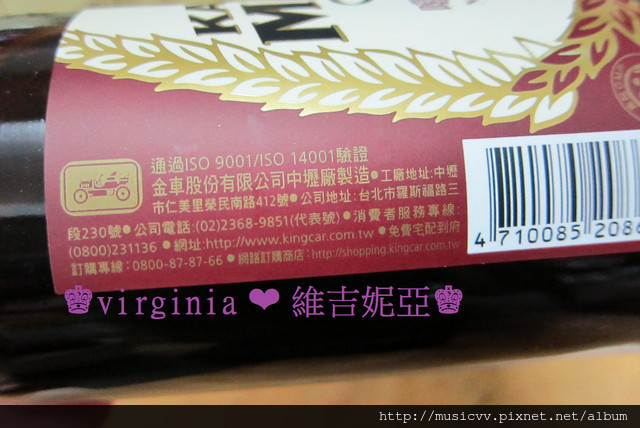 KA
M
通過ISO 9001/ISO 14001驗證
金車股份有限公司中壢廠製造●工廠地址:中壢
市仁美里榮民南路412號●公司地址:台北市羅斯福路三
段230號●公司電話:(02)2368-9851(代表號)●消費者服務專線:
(0800)231136●網址:http://www.kingcar.com.tw●免費宅配到府
訂購專線:0800-87-87-66●網路訂購商店:http://shopping.kingcar.com.tw
4 710085 2086
virginia ❤ 維吉妮亞
http://musicvv.pixnet.net/album